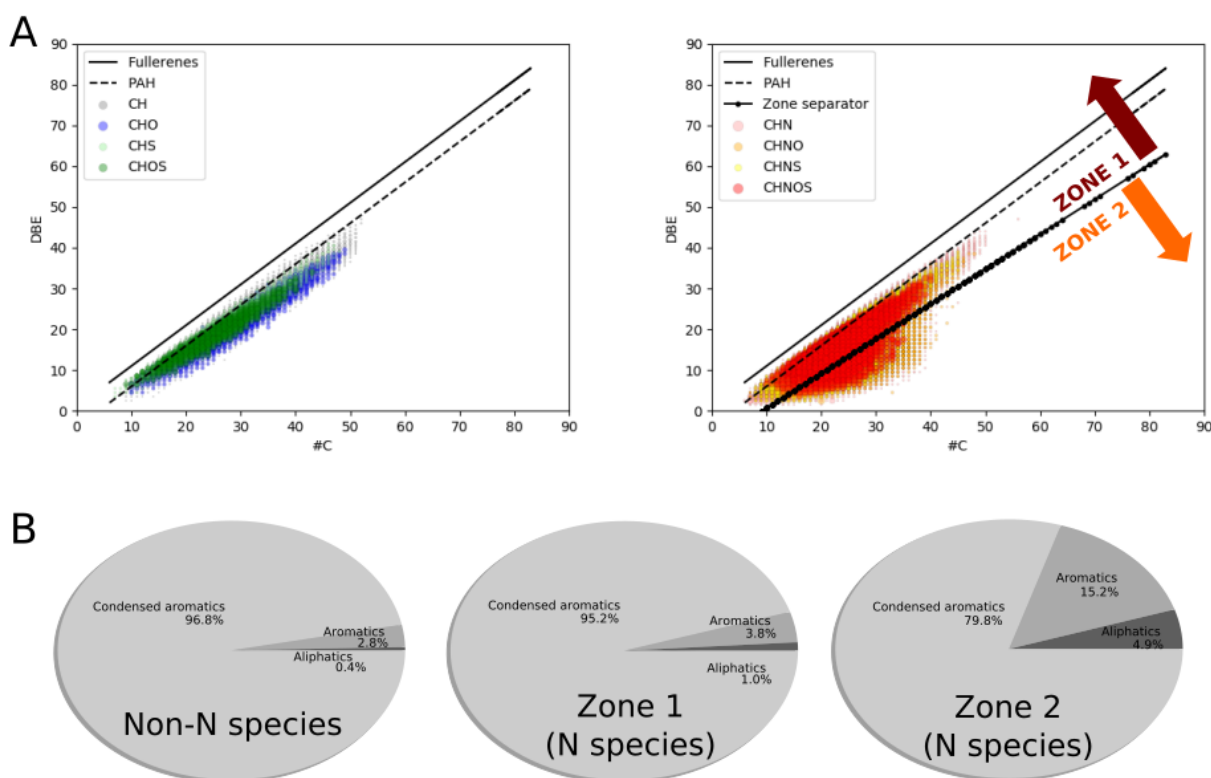 A
Fullerenes
PAH
CH
CHO
CHS
CHOS
DBE
90
80
70
60
50
40
30
20
10
0
0 10 20 30 40 50 60 70 80 90
#C
Fullerenes
PAH
Zone separator
CHN
CHNO
CHNS
CHNOS
ZONE 1
ZONE 2
DBE
90
80
70
60
50
40
30
20
10
0
0 10 20 30 40 50 60 70 80 90
#C
B
Condensed aromatics
96.8%
Aromatics
2.8%
Aliphatics
0.4%
Non-N species
Condensed aromatics
95.2%
Aromatics
3.8%
Aliphatics
1.0%
Zone 1
(N species)
Condensed aromatics
79.8%
Aromatics
15.2%
Aliphatics
4.9%
Zone 2
(N species)